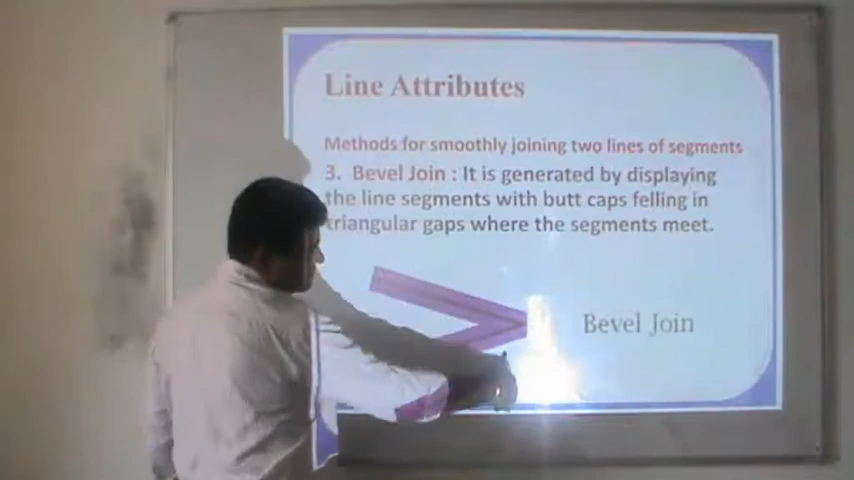 Line Attributes
Methods for smoothly joining two lines of segments
3. Bevel Join : It is generated by displaying
the line segments with butt caps felling in
triangular gaps where the segments meet.
Bevel Join